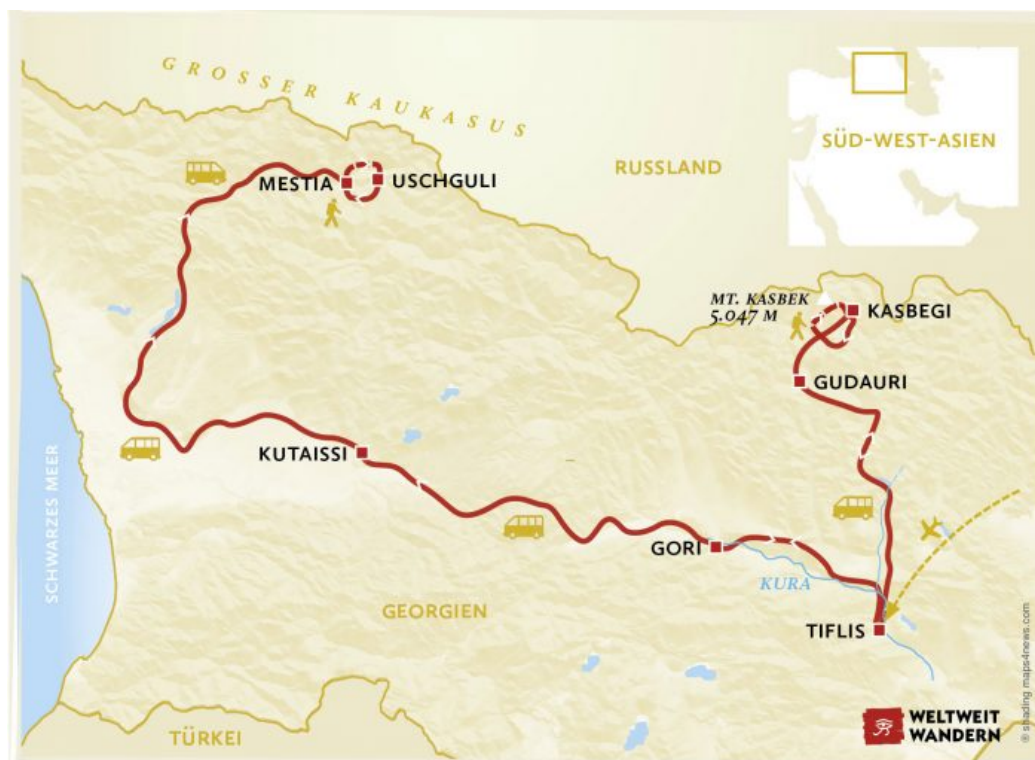 GROSSER KAUKASUS
SÜD-WEST-ASIEN
RUSSLAND
MESTIA
USCHGULI
MT. KASBEK
5.047 M
KASBEGI
GUDAURI
KUTAISSI
SCHWARZES MEER
GORI
KURA
GEORGIEN
TIFLIS
TÜRKEI
WELTWEIT
WANDERN
© shading maps4news.com